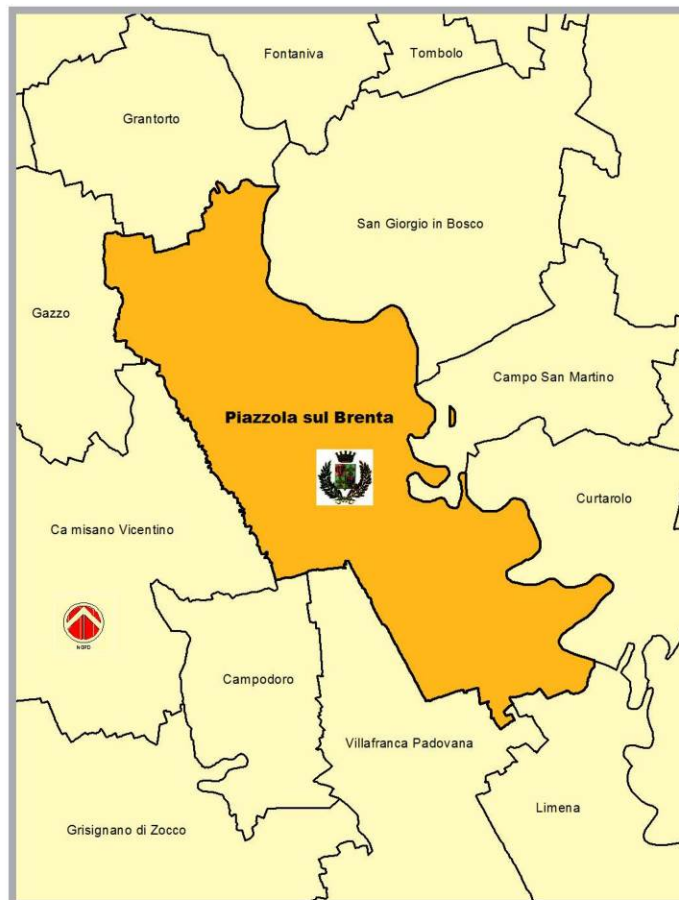 Fontaniva
Tombolo
Grantorto
San Giorgio in Bosco
Gazzo
Campo San Martino
Piazzola sul Brenta
Curtarolo
Ca misano Vicentino
NORD
Campodoro
Villafranca Padovana
Limena
Grisignano di Zocco